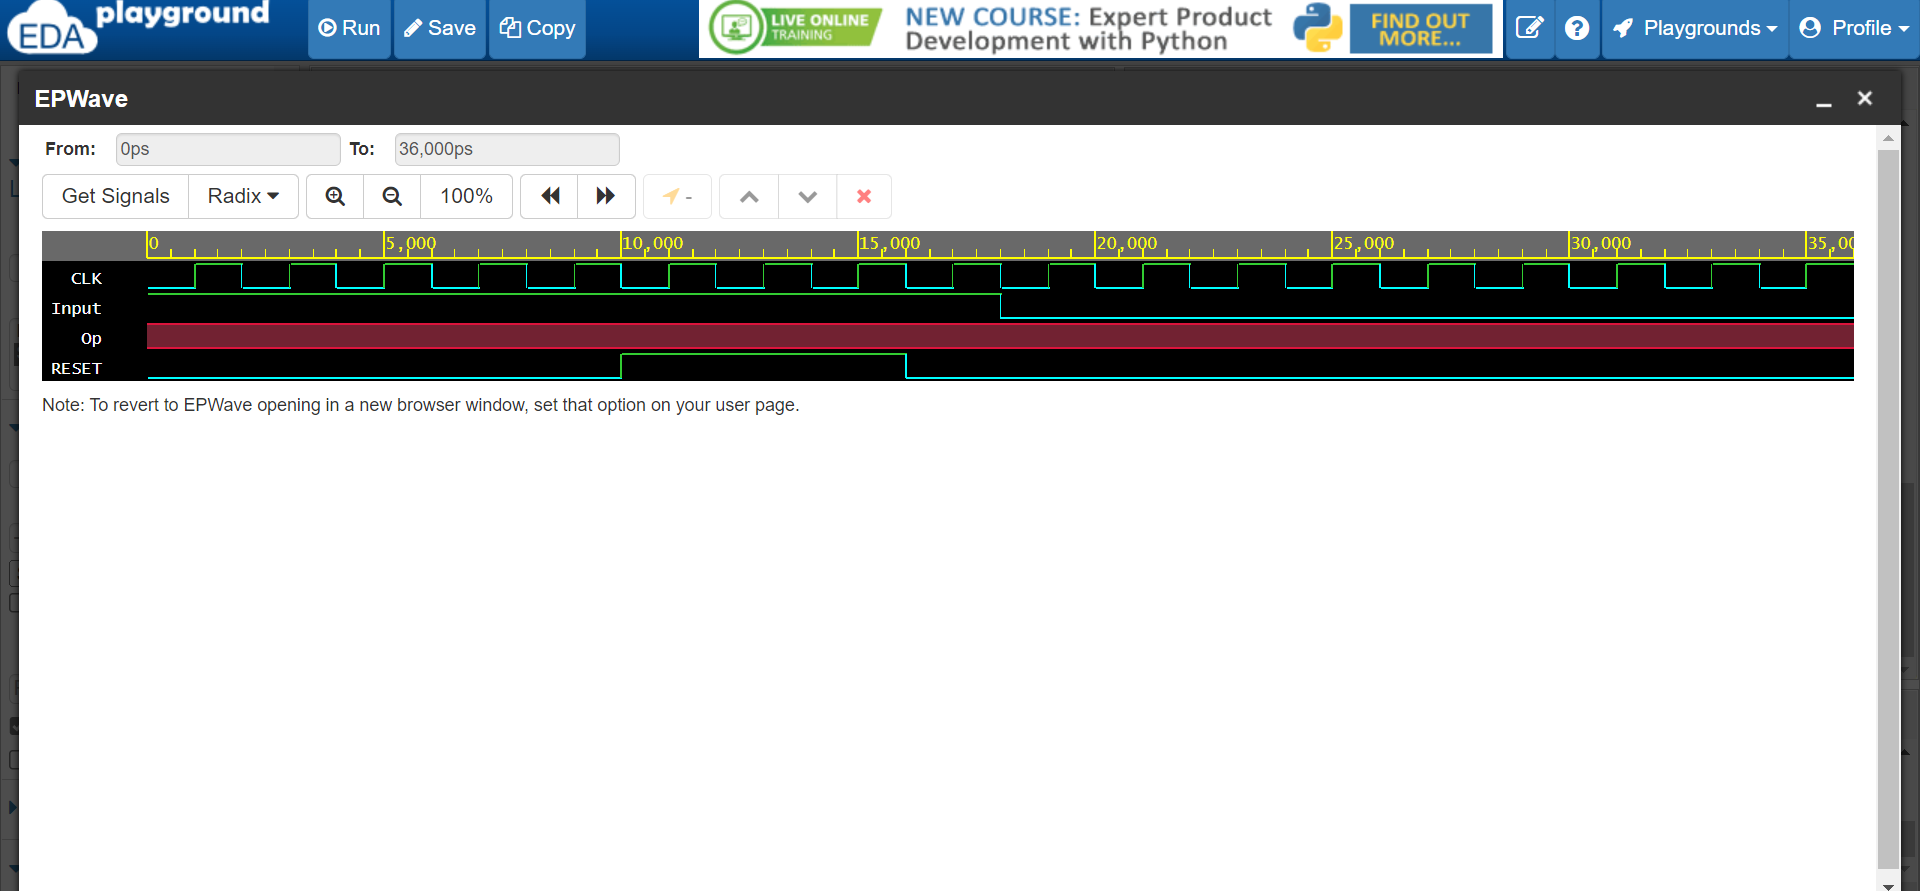 EDA playground
Run
Save
Copy
LIVE ONLINE
TRAINING
NEW COURSE: Expert Product
Development with Python
FIND OUT
MORE...
Playgrounds
Profile
EPWave
From: 0ps To: 36,000ps
Get Signals Radix 100% -
0 5,000 10,000 15,000 20,000 25,000 30,000 35,00
CLK
Input
Op
RESET
Note: To revert to EPWave opening in a new browser window, set that option on your user page.